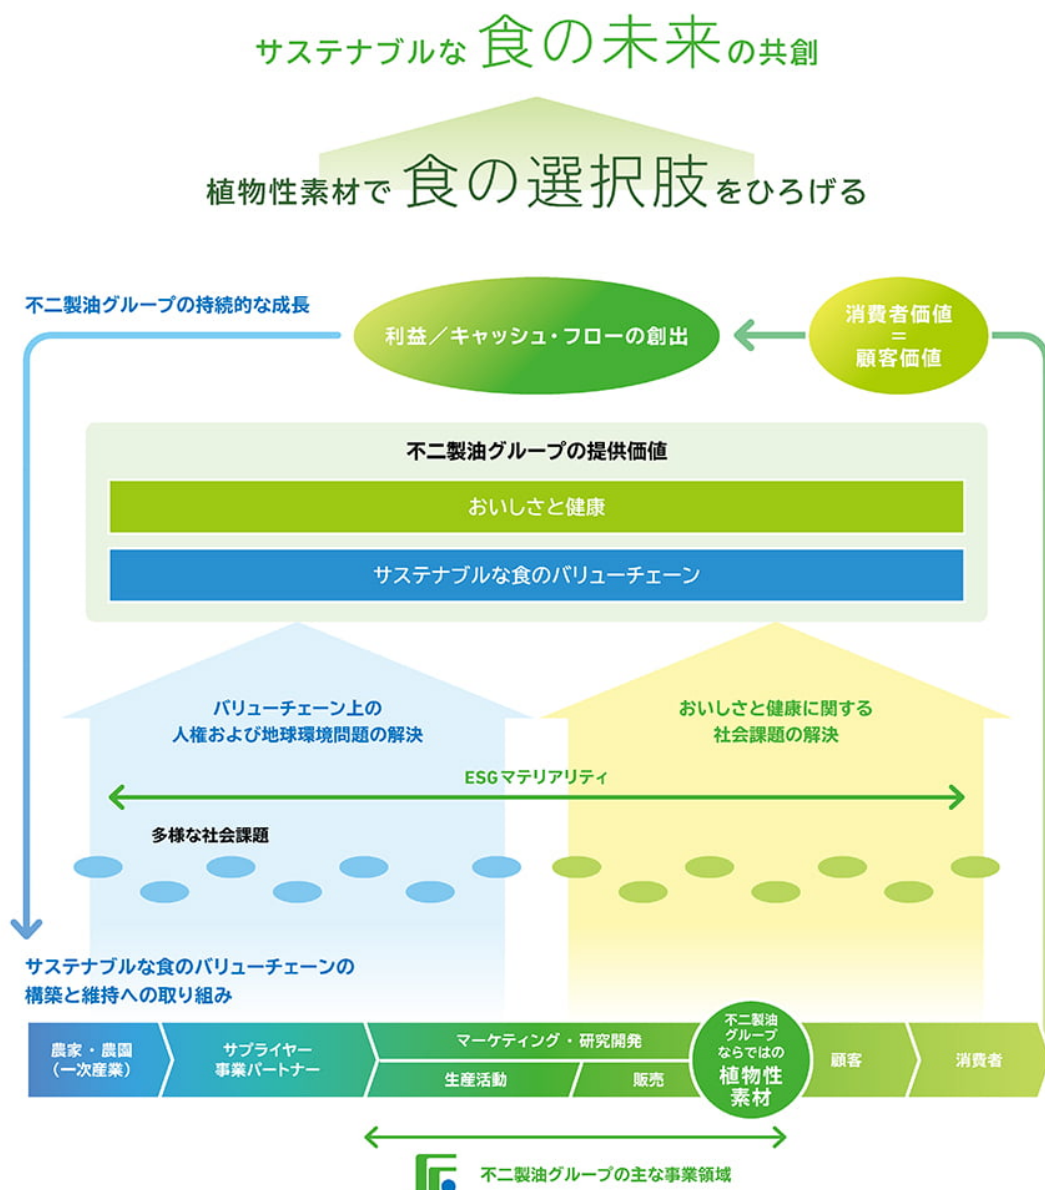 サステナブルな 食の未来 の共創
植物性素材で 食の選択肢 をひろげる
不二製油グループの持続的な成長
利益／キャッシュ・フローの創出
消費者価値
＝
顧客価値
不二製油グループの提供価値
おいしさと健康
サステナブルな食のバリューチェーン
バリューチェーン上の
人権および地球環境問題の解決
おいしさと健康に関する
社会課題の解決
ESGマテリアリティ
多様な社会課題
サステナブルな食のバリューチェーンの
構築と維持への取り組み
農家・農園
（一次産業）
サプライヤー
事業パートナー
マーケティング・研究開発
生産活動
販売
不二製油
グループ
ならではの
植物性
素材
顧客
消費者
不二製油グループの主な事業領域